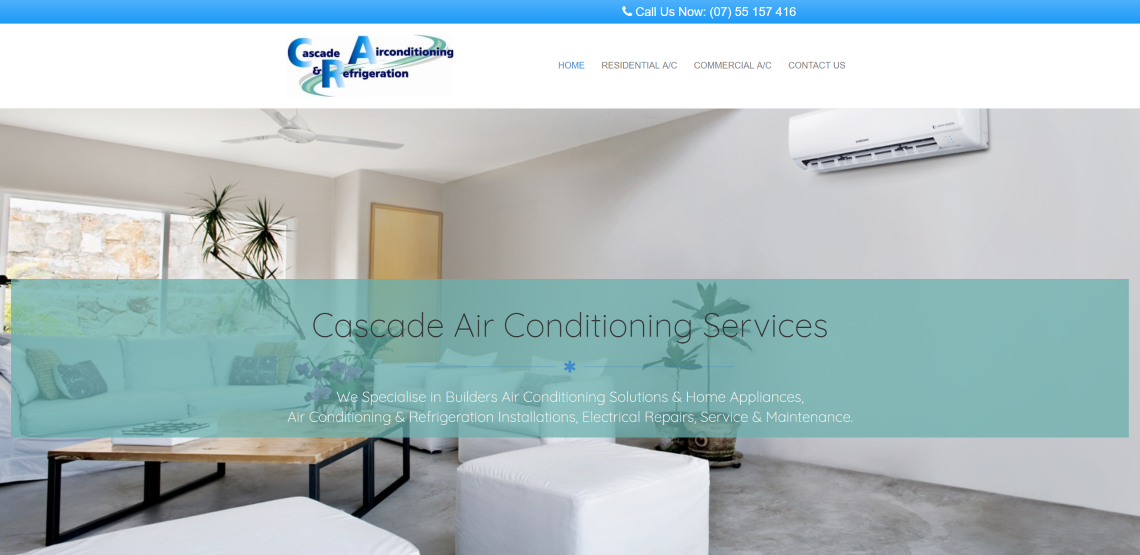 Call Us Now: (07) 55 157 416
Cascade Airconditioning
& Refrigeration
HOME RESIDENTIAL A/C COMMERCIAL A/C CONTACT US
SAMSUNG
Cascade Air Conditioning Services
We Specialise in Builders Air Conditioning Solutions & Home Appliances,
Air Conditioning & Refrigeration Installations, Electrical Repairs, Service & Maintenance.